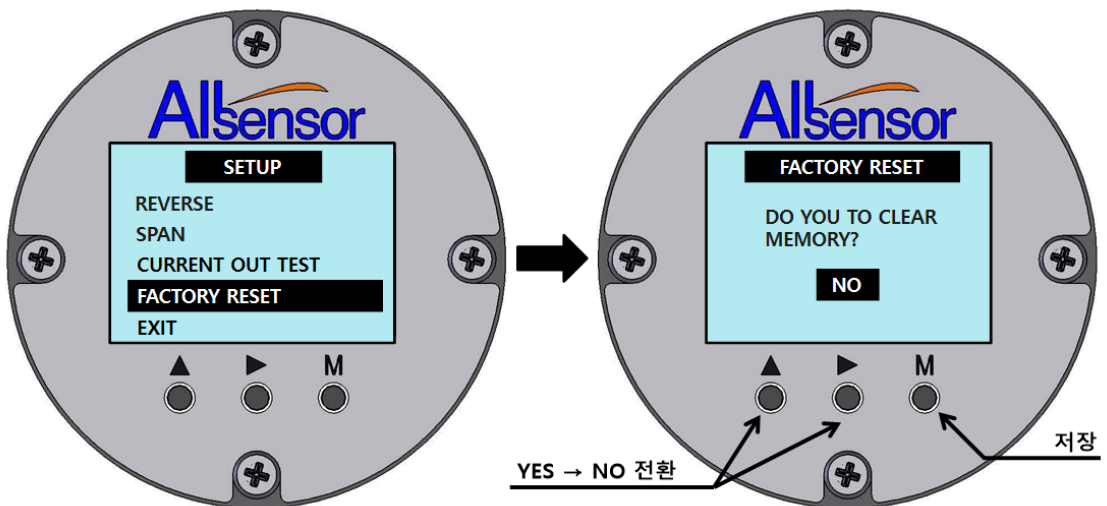 Allsensor
SETUP
REVERSE
SPAN
CURRENT OUT TEST
FACTORY RESET
EXIT
▲ ▶ M
Allsensor
FACTORY RESET
DO YOU TO CLEAR
MEMORY?
NO
▲ ▶ M
저장
YES → NO 전환